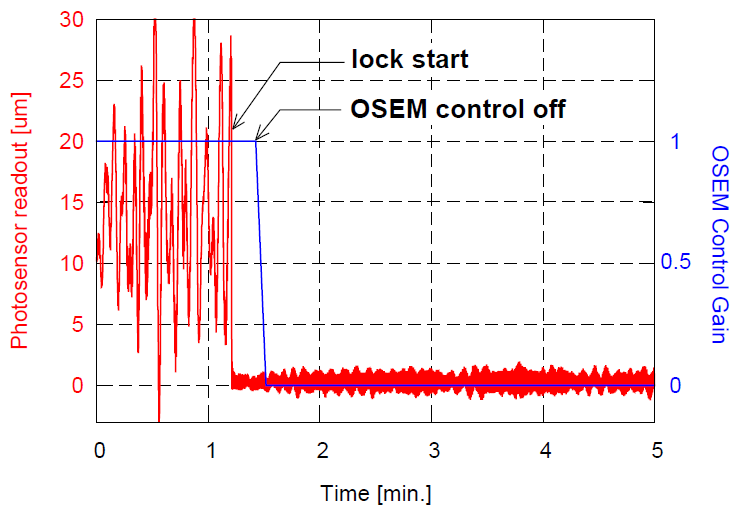 30
25
20
15
10
5
0
Photosensor readout [um]
lock start
OSEM control off
1
0.5
0
OSEM Control Gain
0 1 2 3 4 5
Time [min.]